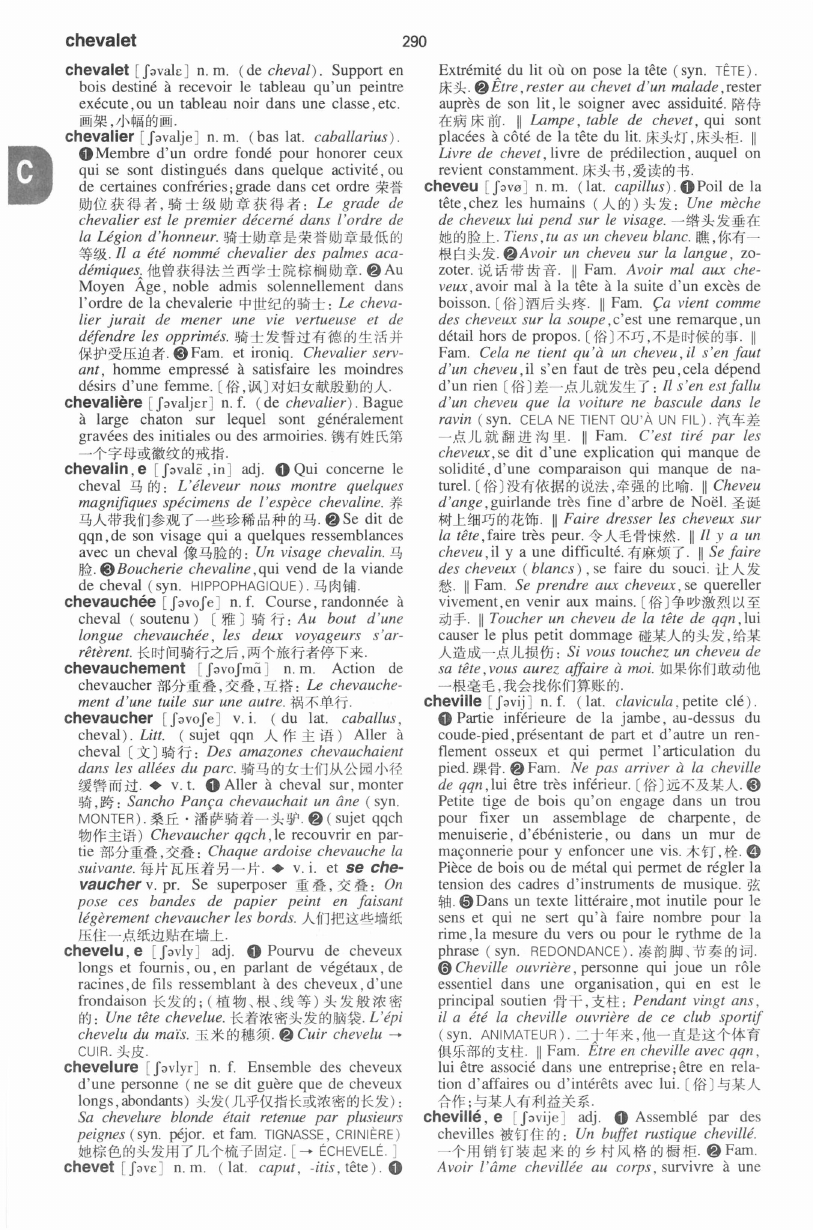 chevalet
290
chevalet [ʃəvalɛ] n. m. (de cheval). Support en
bois destiné à recevoir le tableau qu'un peintre
exécute,ou un tableau noir dans une classe,etc.
画架,小幅的画.
chevalier [ʃəvalje] n. m. (bas lat. caballarius).
❶Membre d'un ordre fondé pour honorer ceux
qui se sont distingués dans quelque activité, ou
de certaines confréries;grade dans cet ordre 荣誉
勋位获得者,骑士级勋章获得者: Le grade de
chevalier est le premier décerné dans l'ordre de
la Légion d'honneur. 骑士勋章是荣誉勋章最低的
等级. Il a été nommé chevalier des palmes aca-
démiques. 他曾获得法兰西学士院棕榈勋章. ❷Au
Moyen Âge, noble admis solennellement dans
l'ordre de la chevalerie 中世纪的骑士: Le cheva-
lier jurait de mener une vie vertueuse et de
défendre les opprimés. 骑士发誓过有德的生活并
保护受压迫者. ❸Fam. et ironiq. Chevalier serv-
ant, homme empressé à satisfaire les moindres
désirs d'une femme.〔俗,讽〕对妇女献殷勤的人.
chevalière [ʃəvaljɛr] n. f. (de chevalier). Bague
à large chaton sur lequel sont généralement
gravées des initiales ou des armoiries. 镌有姓氏第
一个字母或徽纹的戒指.
chevalin, e [ʃəvalɛ̃,in] adj. ❶ Qui concerne le
cheval 马的: L'éleveur nous montre quelques
magnifiques spécimens de l'espèce chevaline. 养
马人带我们参观了一些珍稀品种的马. ❷Se dit de
qqn,de son visage qui a quelques ressemblances
avec un cheval 像马脸的: Un visage chevalin. 马
脸. ❸Boucherie chevaline,qui vend de la viande
de cheval (syn. HIPPOPHAGIQUE). 马肉铺.
chevauchée [ʃəvoʃe] n. f. Course, randonnée à
cheval ( soutenu )〔雅〕骑行: Au bout d'une
longue chevauchée, les deux voyageurs s'ar-
rêtèrent. 长时间骑行之后,两个旅行者停下来.
chevauchement [ʃəvoʃmɑ̃] n. m. Action de
chevaucher 部分重叠,交叠,互搭: Le chevauche-
ment d'une tuile sur une autre. 祸不单行.
chevaucher [ʃəvoʃe] v. i. ( du lat. caballus,
cheval). Litt. ( sujet qqn 人作主语) Aller à
cheval〔文〕骑行: Des amazones chevauchaient
dans les allées du parc. 骑马的女士们从公园小径
缓辔而过. ◆ v. t. ❶ Aller à cheval sur, monter
骑,跨: Sancho Pança chevauchait un âne ( syn.
MONTER). 桑丘·潘萨骑着一头驴. ❷( sujet qqch
物作主语) Chevaucher qqch,le recouvrir en par-
tie 部分重叠,交叠: Chaque ardoise chevauche la
suivante. 每片瓦压着另一片. ◆ v. i. et se che-
vaucher v. pr. Se superposer 重叠,交叠: On
pose ces bandes de papier peint en faisant
légèrement chevaucher les bords. 人们把这些墙纸
压住一点纸边贴在墙上.
chevelu, e [ʃəvly] adj. ❶ Pourvu de cheveux
longs et fournis, ou, en parlant de végétaux, de
racines,de fils ressemblant à des cheveux,d'une
frondaison 长发的;(植物、根、线等)头发般浓密
的: Une tête chevelue. 长着浓密头发的脑袋. L'épi
chevelu du maïs. 玉米的穗须. ❷ Cuir chevelu →
CUIR. 头皮.
chevelure [ʃəvlyr] n. f. Ensemble des cheveux
d'une personne ( ne se dit guère que de cheveux
longs,abondants) 头发(几乎仅指长或浓密的长发):
Sa chevelure blonde était retenue par plusieurs
peignes (syn. péjor. et fam. TIGNASSE, CRINIÈRE)
她棕色的头发用了几个梳子固定. [→ ÉCHEVELÉ. ]
chevet [ʃəvɛ] n. m. (lat. caput, -itis, tête). ❶
C
Extrémité du lit où on pose la tête (syn. TÊTE).
床头. ❷Être,rester au chevet d'un malade,rester
auprès de son lit,le soigner avec assiduité. 陪侍
在病床前. ‖ Lampe, table de chevet, qui sont
placées à côté de la tête du lit. 床头灯,床头柜. ‖
Livre de chevet, livre de prédilection, auquel on
revient constamment. 床头书,爱读的书.
cheveu [ʃəvø] n. m. (lat. capillus). ❶Poil de la
tête,chez les humains (人的)头发: Une mèche
de cheveux lui pend sur le visage. 一绺头发垂在
她的脸上. Tiens,tu as un cheveu blanc. 瞧,你有一
根白头发. ❷Avoir un cheveu sur la langue, zo-
zoter. 说话带齿音. ‖ Fam. Avoir mal aux che-
veux,avoir mal à la tête à la suite d'un excès de
boisson.〔俗〕酒后头疼. ‖ Fam. Ça vient comme
des cheveux sur la soupe,c'est une remarque,un
détail hors de propos.〔俗〕不巧,不是时候的事. ‖
Fam. Cela ne tient qu'à un cheveu,il s'en faut
d'un cheveu,il s'en faut de très peu,cela dépend
d'un rien〔俗〕差一点儿就发生了: Il s'en est fallu
d'un cheveu que la voiture ne bascule dans le
ravin (syn. CELA NE TIENT QU'À UN FIL). 汽车差
一点儿就翻进沟里. ‖ Fam. C'est tiré par les
cheveux,se dit d'une explication qui manque de
solidité,d'une comparaison qui manque de na-
turel.〔俗〕没有依据的说法,牵强的比喻. ‖ Cheveu
d'ange,guirlande très fine d'arbre de Noël. 圣诞
树上细巧的花饰. ‖ Faire dresser les cheveux sur
la tête,faire très peur. 令人毛骨悚然. ‖ Il y a un
cheveu,il y a une difficulté. 有麻烦了. ‖ Se faire
des cheveux ( blancs ), se faire du souci. 让人发
愁. ‖ Fam. Se prendre aux cheveux,se quereller
vivement,en venir aux mains.〔俗〕争吵激烈以至
动手. ‖ Toucher un cheveu de la tête de qqn,lui
causer le plus petit dommage 碰某人的头发,给某
人造成一点儿损伤: Si vous touchez un cheveu de
sa tête,vous aurez affaire à moi. 如果你们敢动他
一根毫毛,我会找你们算账的.
cheville [ʃəvij] n. f. (lat. clavicula,petite clé).
❶ Partie inférieure de la jambe, au-dessus du
coude-pied,présentant de part et d'autre un ren-
flement osseux et qui permet l'articulation du
pied. 踝骨. ❷Fam. Ne pas arriver à la cheville
de qqn,lui être très inférieur.〔俗〕远不及某人. ❸
Petite tige de bois qu'on engage dans un trou
pour fixer un assemblage de charpente, de
menuiserie, d'ébénisterie, ou dans un mur de
maçonnerie pour y enfoncer une vis. 木钉,栓. ❹
Pièce de bois ou de métal qui permet de régler la
tension des cadres d'instruments de musique. 弦
轴. ❺Dans un texte littéraire,mot inutile pour le
sens et qui ne sert qu'à faire nombre pour la
rime,la mesure du vers ou pour le rythme de la
phrase ( syn. REDONDANCE). 凑韵脚、节奏的词.
❻ Cheville ouvrière, personne qui joue un rôle
essentiel dans une organisation, qui en est le
principal soutien 骨干,支柱: Pendant vingt ans,
il a été la cheville ouvrière de ce club sportif
(syn. ANIMATEUR). 二十年来,他一直是这个体育
俱乐部的支柱. ‖ Fam. Être en cheville avec qqn,
lui être associé dans une entreprise;être en rela-
tion d'affaires ou d'intérêts avec lui.〔俗〕与某人
合作;与某人有利益关系.
chevillé, e [ʃəvije] adj. ❶ Assemblé par des
chevilles 被钉住的: Un buffet rustique chevillé.
一个用销钉装起来的乡村风格的橱柜. ❷ Fam.
Avoir l'âme chevillée au corps, survivre à une